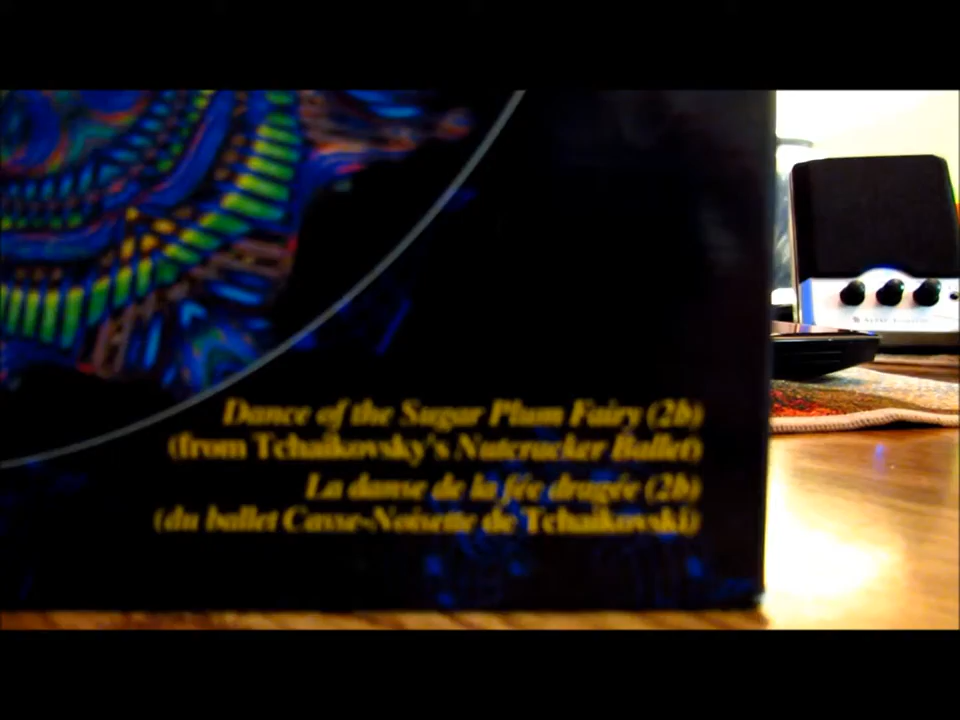 Dance of the Sugar Plum Fairy (2b)
(from Tchaikovsky's Nutcracker Ballet)
La danse de la fée dragée (2b)
(du ballet Casse-Noisette de Tchaïkovski)